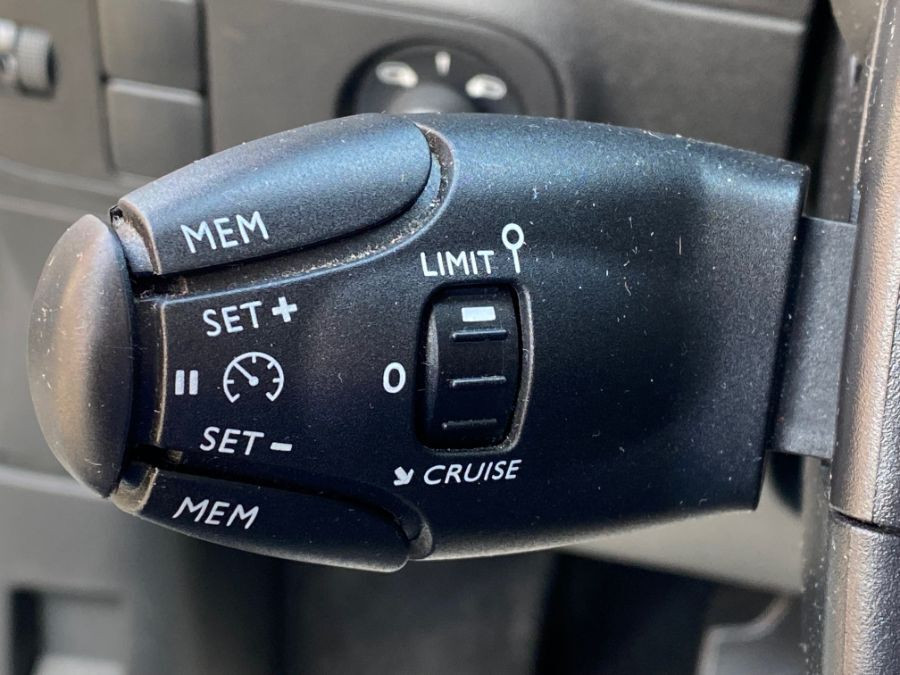 MEM
LIMIT
SET +
0
SET -
CRUISE
MEM